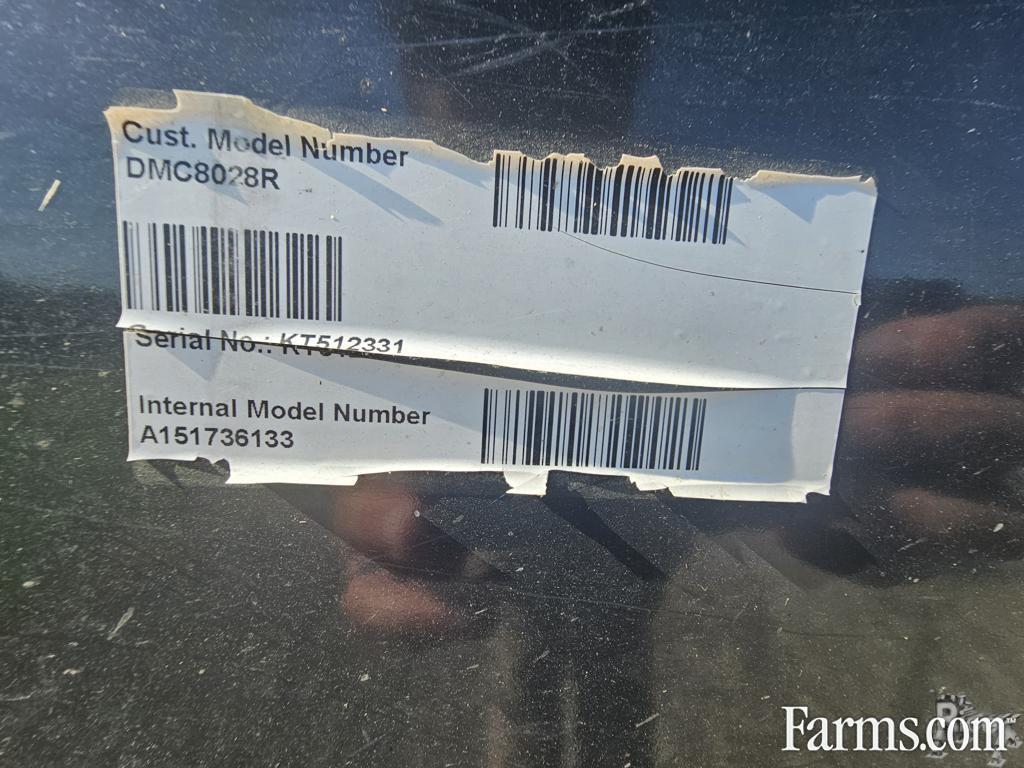 Cust. Model Number
DMC8028R
Serial No.: KT512331
Internal Model Number
A151736133
Farms.com